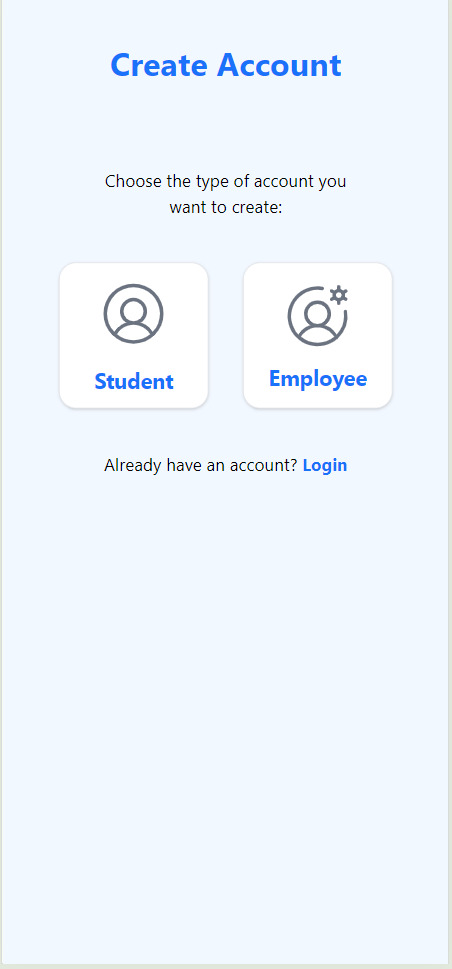 Create Account
Choose the type of account you
want to create:
Student
Employee
Already have an account? Login